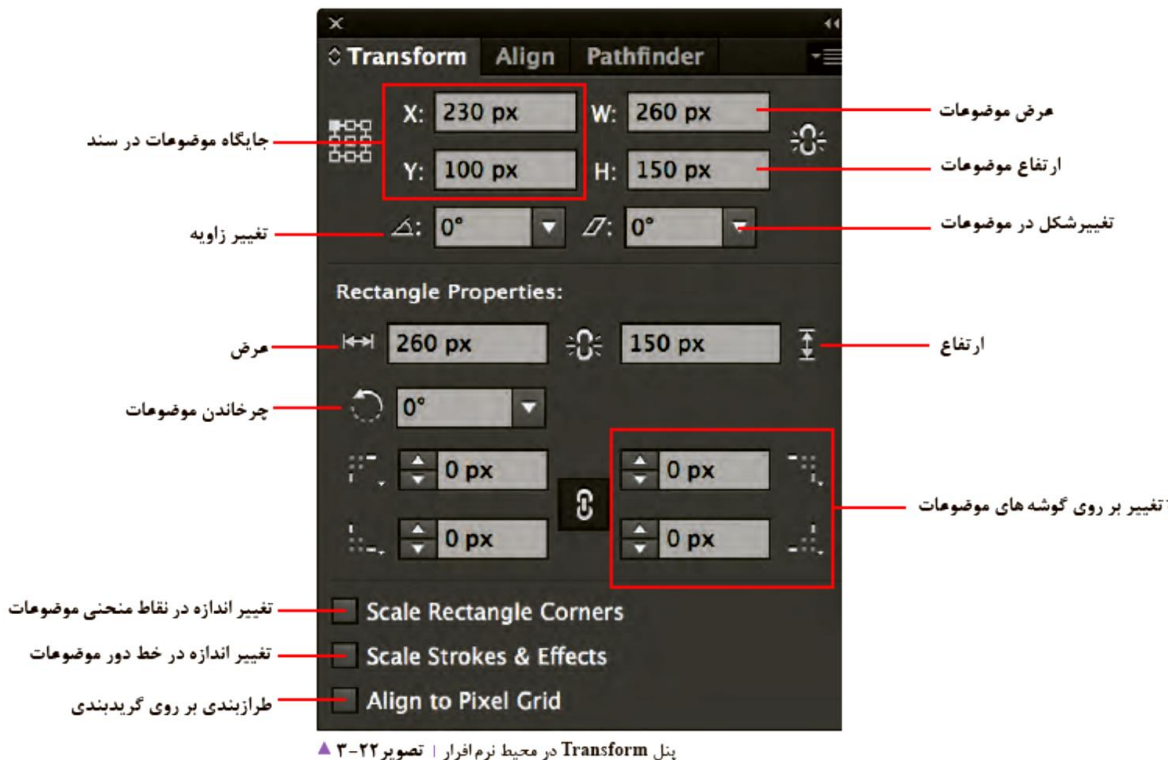 Transform Align Pathfinder
X: 230 px W: 260 px
عرض موضوعات
جایگاه موضوعات در سند
Y: 100 px H: 150 px
ارتفاع موضوعات
تغییر زاویه
0° 0°
تغییرشکل در موضوعات
Rectangle Properties:
عرض
260 px 150 px
ارتفاع
چرخاندن موضوعات
0°
0 px 0 px
تغییر بر روی گوشه های موضوعات
0 px 0 px
تغییر اندازه در نقاط منحنی موضوعات
Scale Rectangle Corners
تغییر اندازه در خط دور موضوعات
Scale Strokes & Effects
طرازبندی بر روی گریدبندی
Align to Pixel Grid
تصویر ۲۲-۳ | پنل Transform در محیط نرم افزار